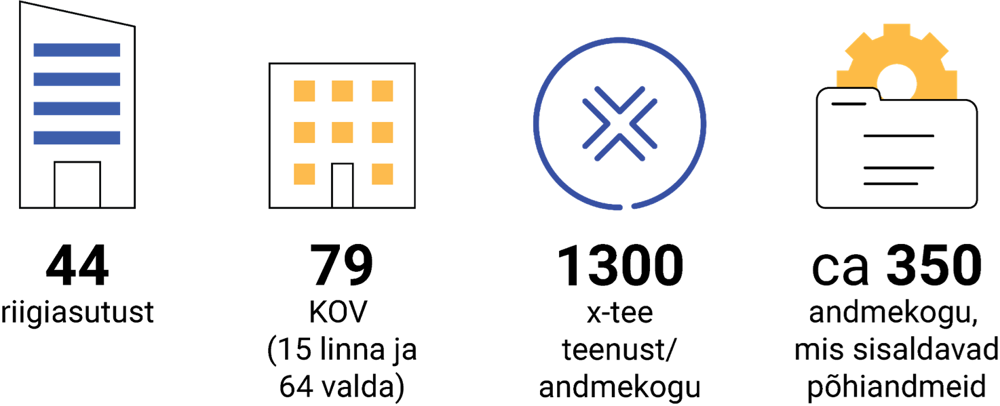 44
riigiasutust
79
KOV
(15 linna ja
64 valda)
1300
x-tee
teenust/
andmekogu
ca 350
andmekogu,
mis sisaldavad
põhiandmeid